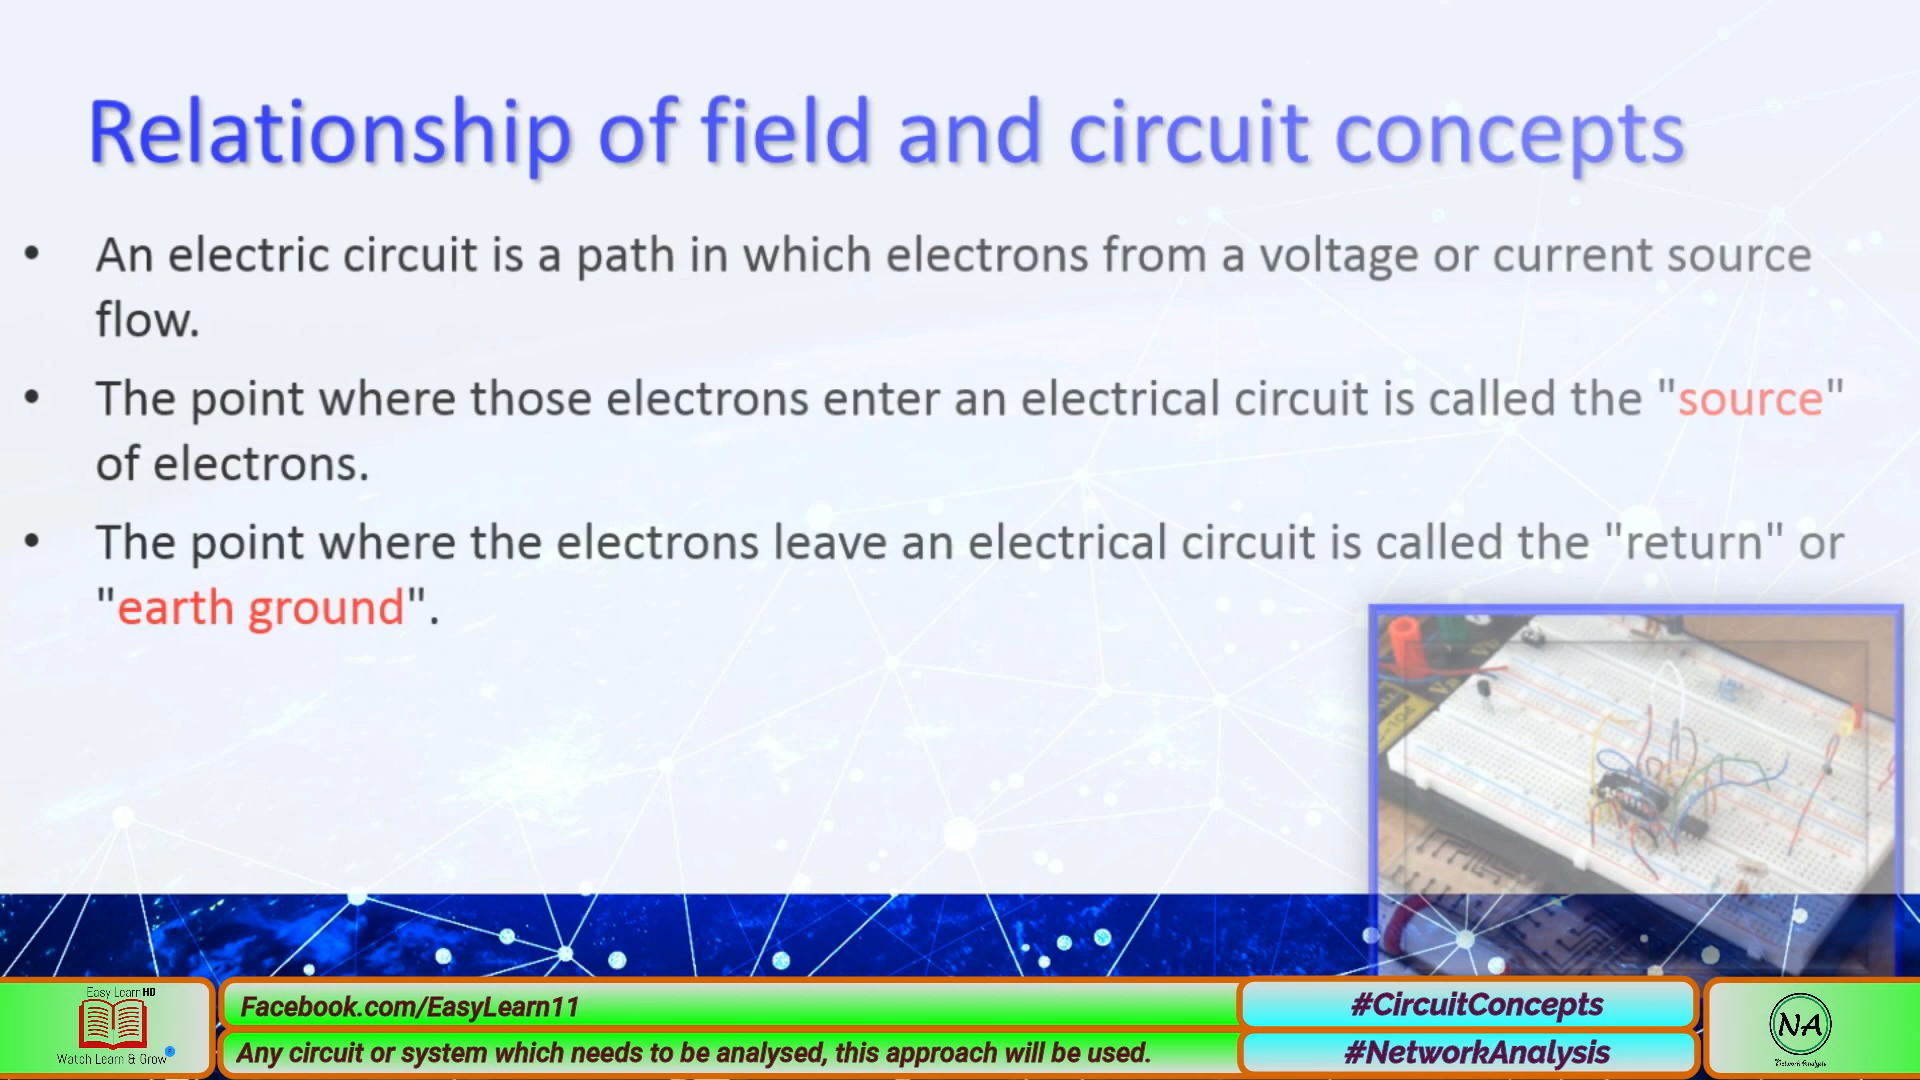 Relationship of field and circuit concepts
• An electric circuit is a path in which electrons from a voltage or current source
flow.
• The point where those electrons enter an electrical circuit is called the "source"
of electrons.
• The point where the electrons leave an electrical circuit is called the "return" or
"earth ground".
Easy Learn HD
Watch Learn & Grow
Facebook.com/EasyLearn11
Any circuit or system which needs to be analysed, this approach will be used.
#CircuitConcepts
#NetworkAnalysis
NA
Network Analysis